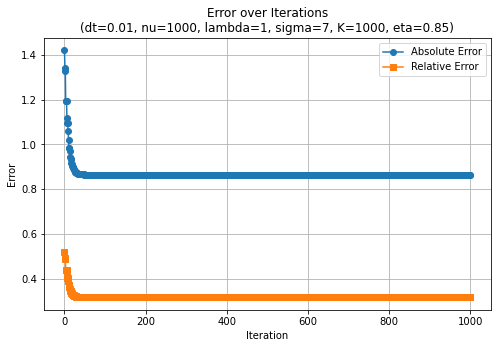 Error over Iterations
(dt=0.01, nu=1000, lambda=1, sigma=7, K=1000, eta=0.85)
Absolute Error
Relative Error
1.4
1.2
1.0
0.8
0.6
0.4
Error
0
200
400
600
800
1000
Iteration